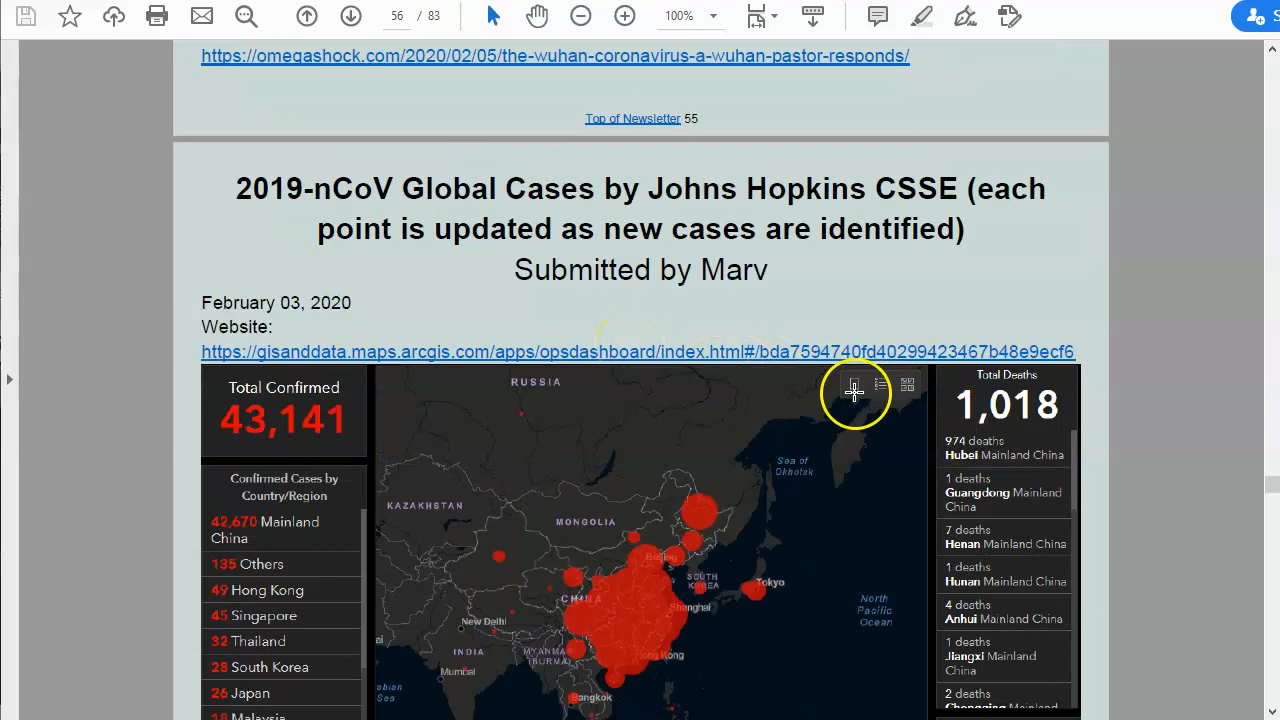 56 / 83
100%
S
https://omegashock.com/2020/02/05/the-wuhan-coronavirus-a-wuhan-pastor-responds/
Top of Newsletter 55
2019-nCoV Global Cases by Johns Hopkins CSSE (each
point is updated as new cases are identified)
Submitted by Marv
February 03, 2020
Website:
https://gisanddata.maps.arcgis.com/apps/opsdashboard/index.html#/bda7594740fd40299423467b48e9ecf6
Total Confirmed
43,141
Confirmed Cases by
Country/Region
42,670 Mainland
China
135 Others
49 Hong Kong
45 Singapore
32 Thailand
28 South Korea
26 Japan
18 Malaysia
RUSSIA
Sea of
Okhotsk
KAZAKHSTAN
MONGOLIA
Beijing
SOUTH
KOREA
Tokyo
CHINA
Shanghai
North
Pacific
Ocean
New Delhi
INDIA
MYANMAR
(BURMA)
Hong Kong
Mumbai
Arabian
Sea
Bangkok
Total Deaths
1,018
974 deaths
Hubei Mainland China
1 deaths
Guangdong Mainland
China
7 deaths
Henan Mainland China
1 deaths
Hunan Mainland China
4 deaths
Anhui Mainland China
1 deaths
Jiangxi Mainland
China
2 deaths
Chongqing Mainland